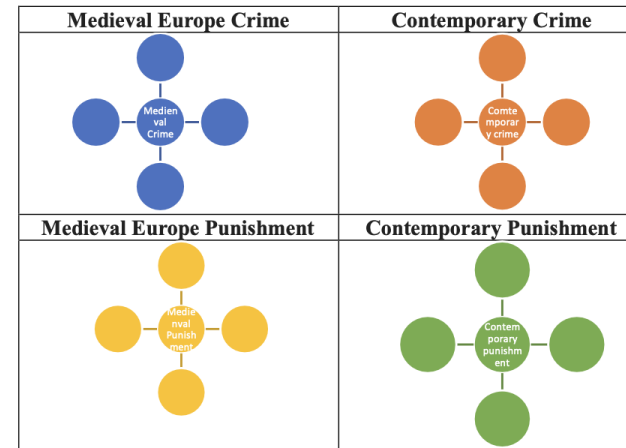 Medieval Europe Crime
Contemporary Crime
Medien
val
Crime
Comte
mporar
y crime
Medieval Europe Punishment
Contemporary Punishment
Medie
nval
Punish
ment
Contem
porary
punishm
ent